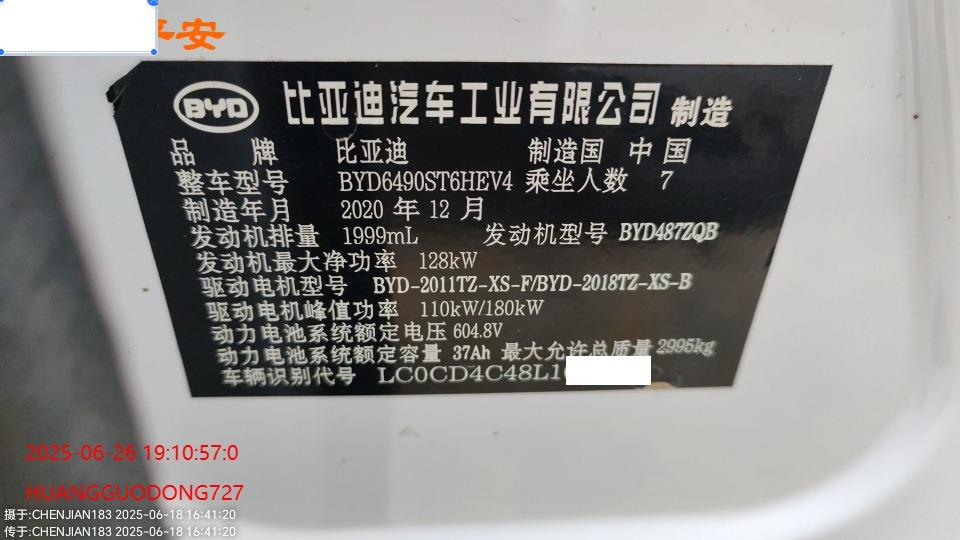 平安
BYD 比亚迪汽车工业有限公司 制造
品 牌 比亚迪 制造国 中国
整车型号 BYD6490ST6HEV4 乘坐人数 7
制造年月 2020 年 12 月
发动机排量 1999mL 发动机型号 BYD487ZQB
发动机最大净功率 128kW
驱动电机型号 BYD-2011TZ-XS-F/BYD-2018TZ-XS-B
驱动电机峰值功率 110kW/180kW
动力电池系统额定电压 604.8V
动力电池系统额定容量 37Ah 最大允许总质量 2995kg
车辆识别代号 LC0CD4C48L1
2025-06-26 19:10:57:0
HUANGGUODONG727
摄于:CHENJIAN183 2025-06-18 16:41:20
传于:CHENJIAN183 2025-06-18 16:41:20